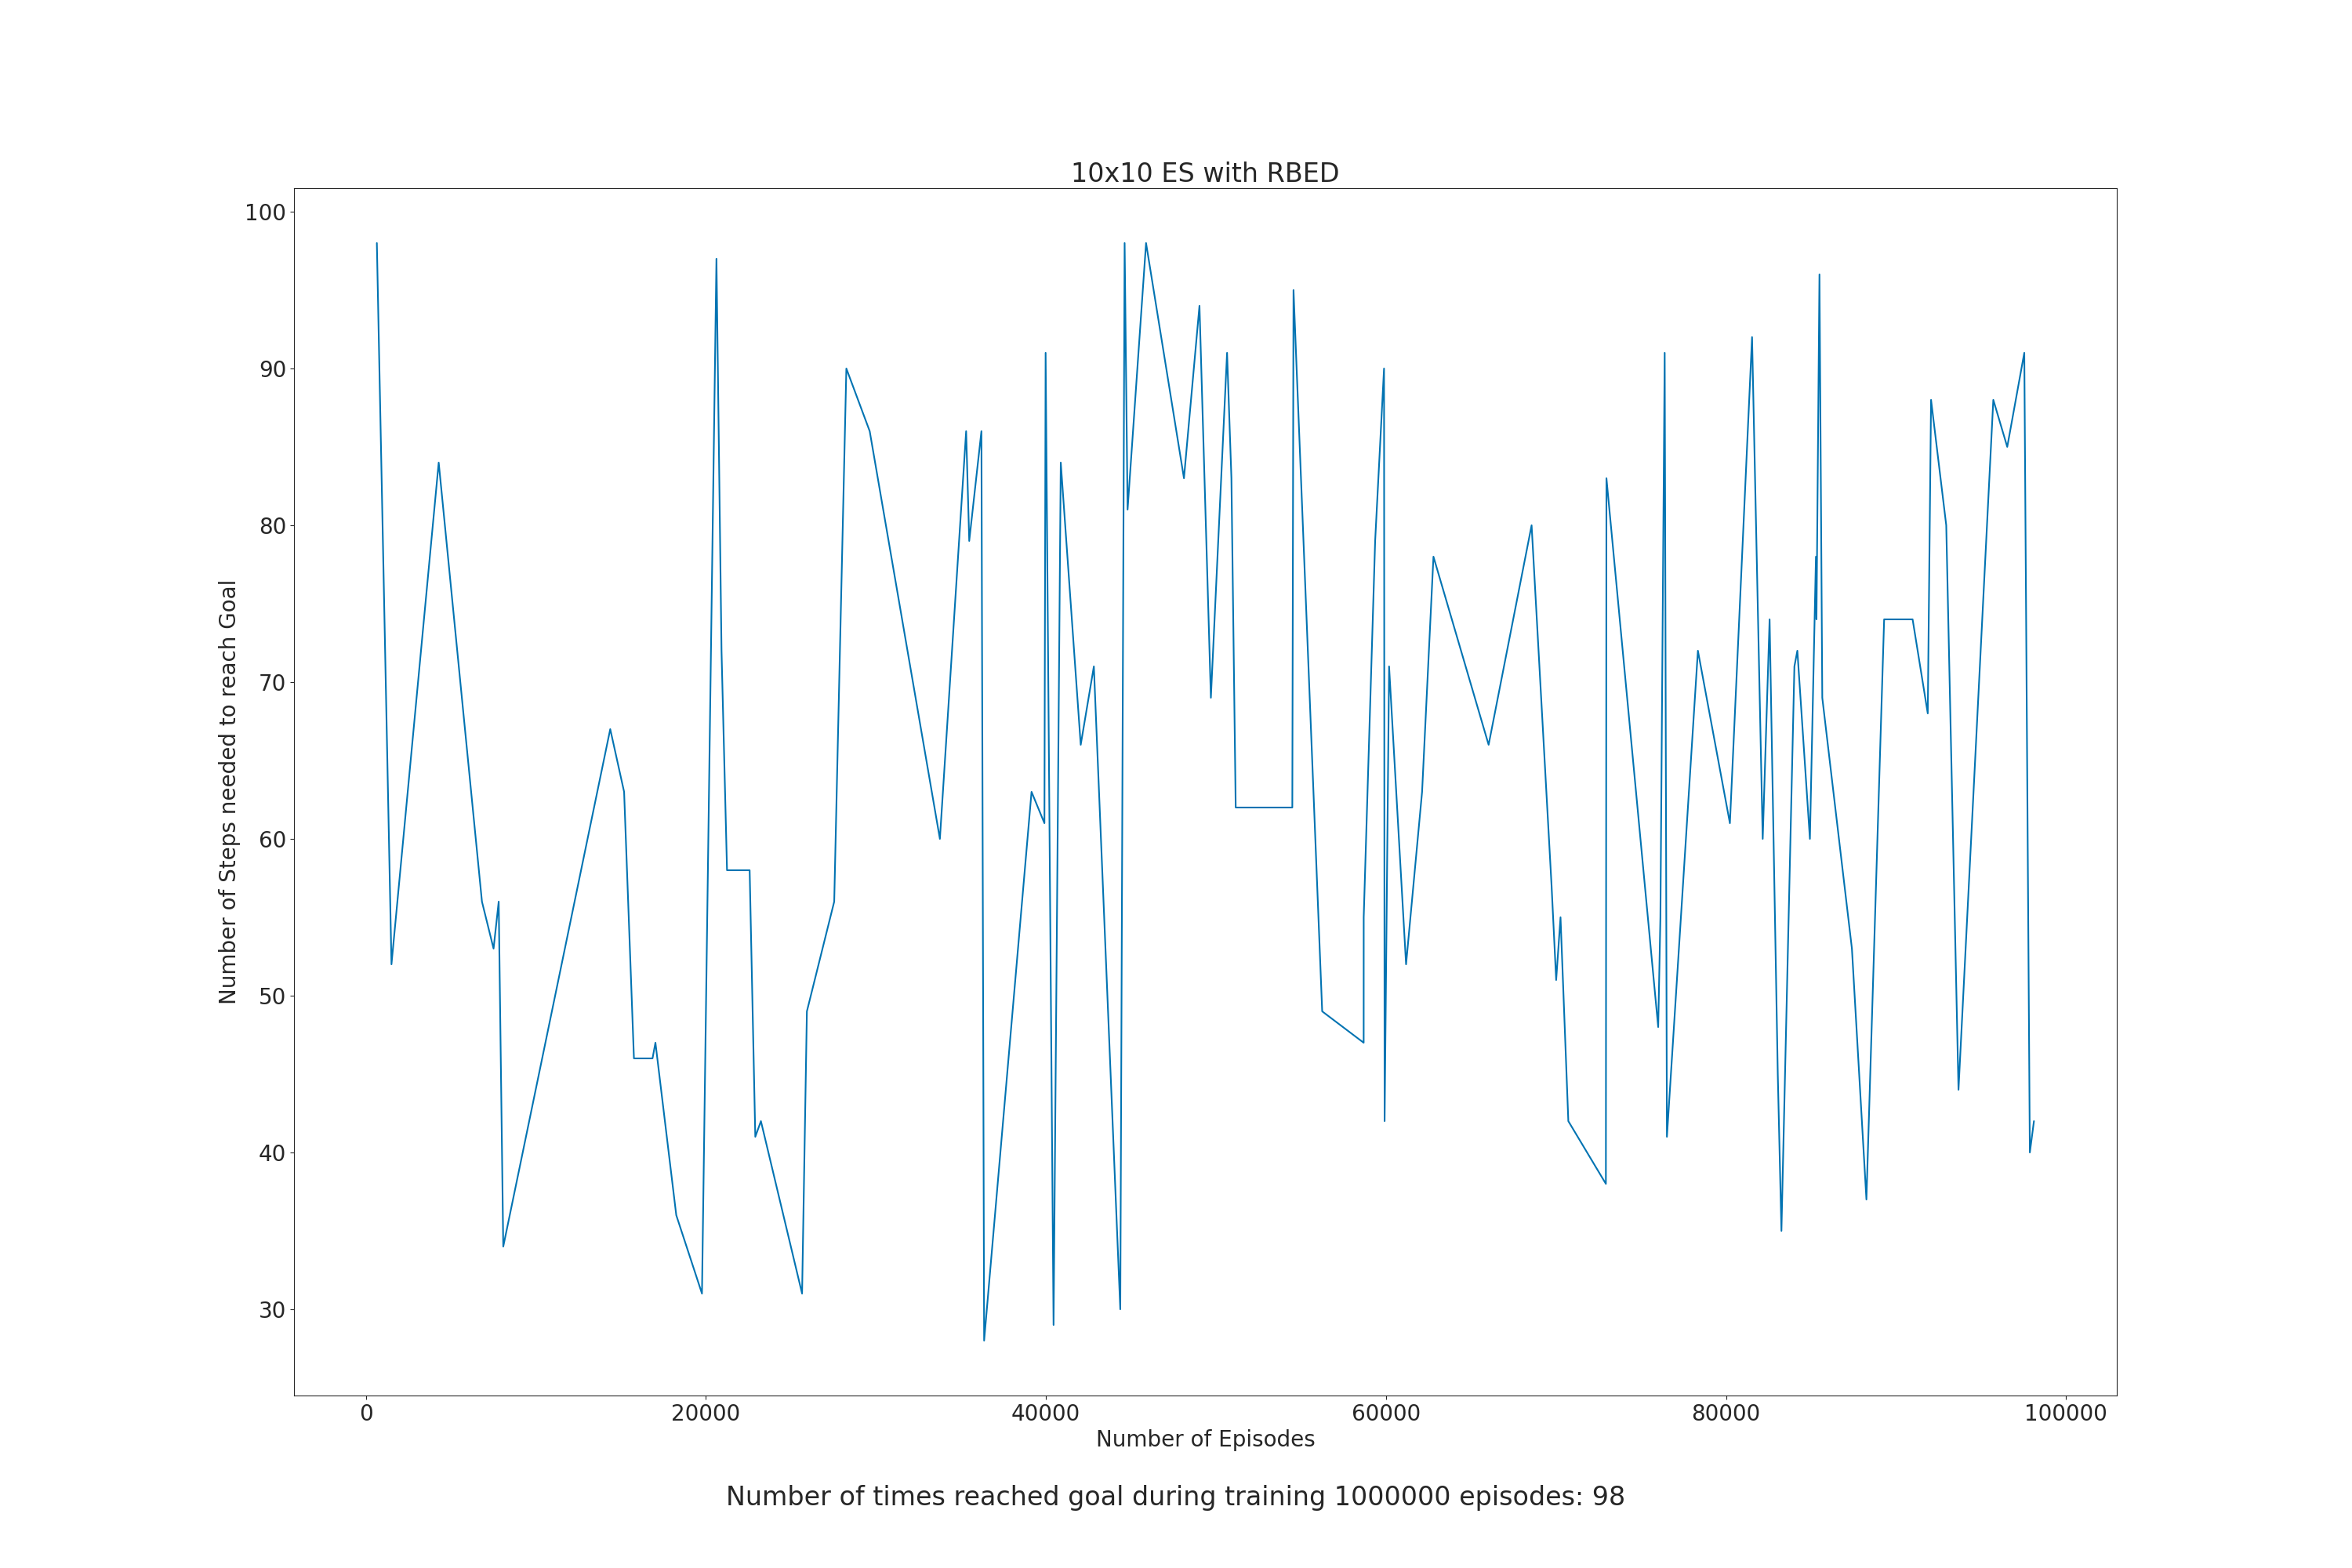 10x10 ES with RBED
100
90
80
70
60
50
40
30
Number of Steps needed to reach Goal
0 20000 40000 60000 80000 100000
Number of Episodes
Number of times reached goal during training 1000000 episodes: 98